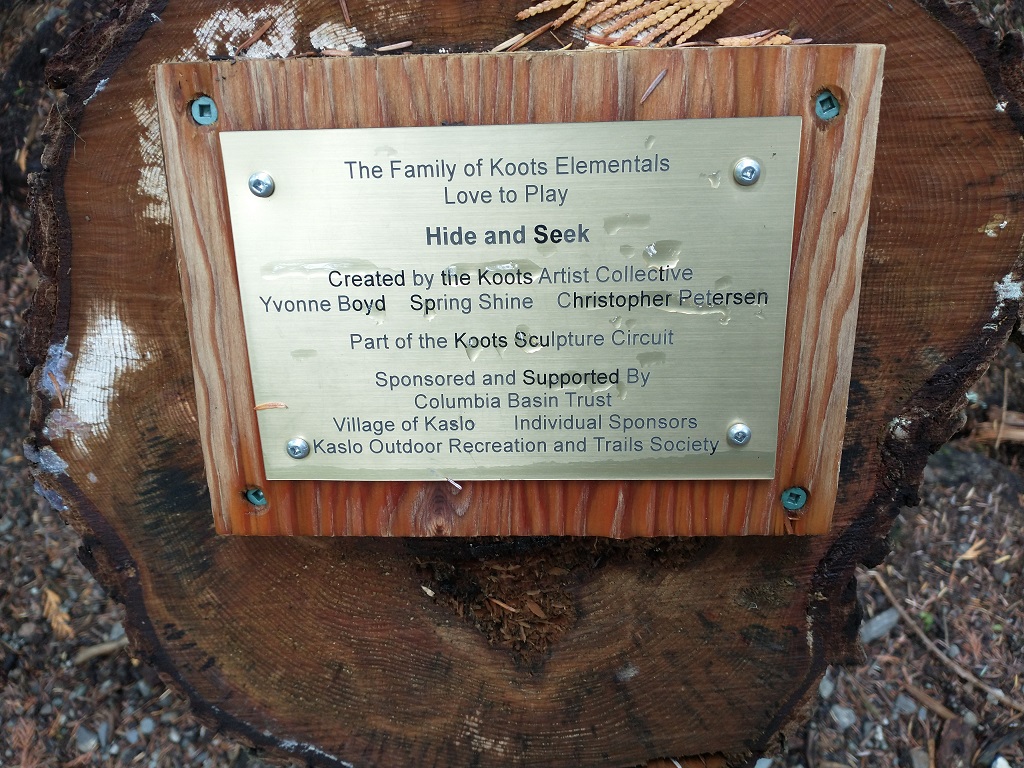 The Family of Koots Elementals
Love to Play
Hide and Seek
Created by the Koots Artist Collective
Yvonne Boyd Spring Shine Christopher Petersen
Part of the Koots Sculpture Circuit
Sponsored and Supported By
Columbia Basin Trust
Village of Kaslo Individual Sponsors
Kaslo Outdoor Recreation and Trails Society